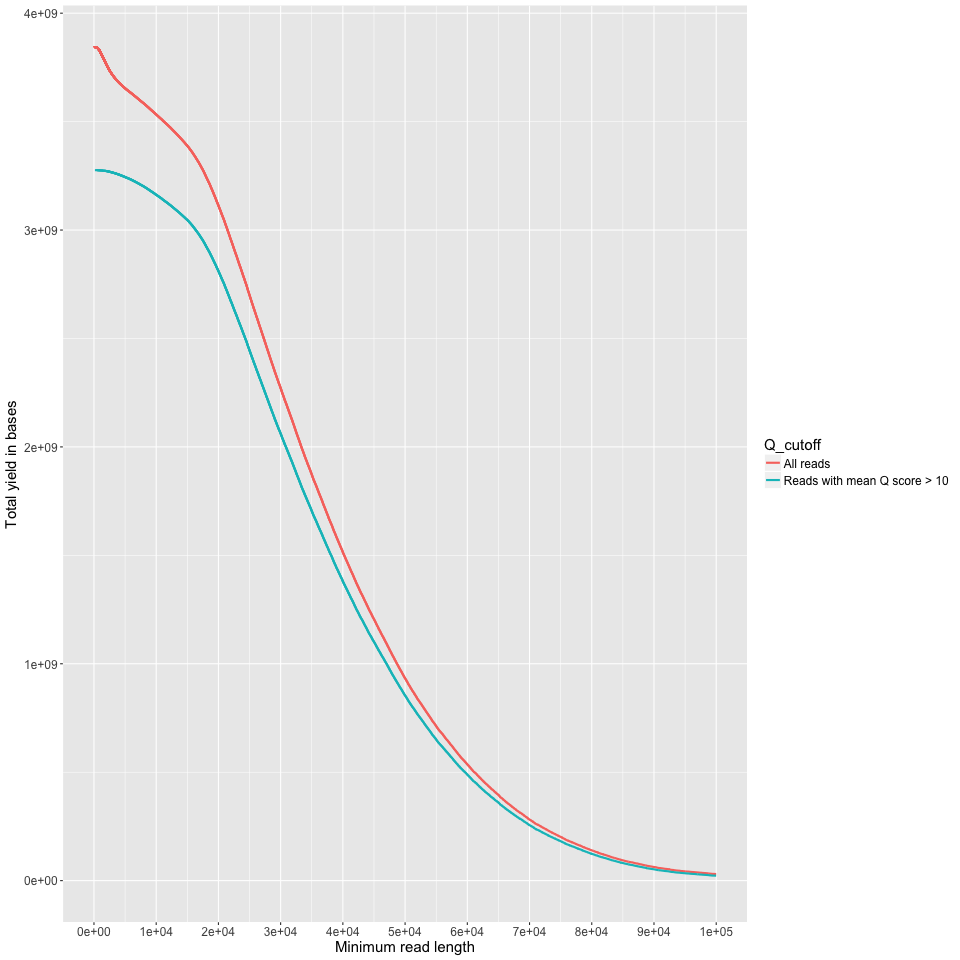 4e+09
3e+09
2e+09
1e+09
0e+00
Total yield in bases
0e+00 1e+04 2e+04 3e+04 4e+04 5e+04 6e+04 7e+04 8e+04 9e+04 1e+05
Minimum read length
Q_cutoff
All reads
Reads with mean Q score > 10